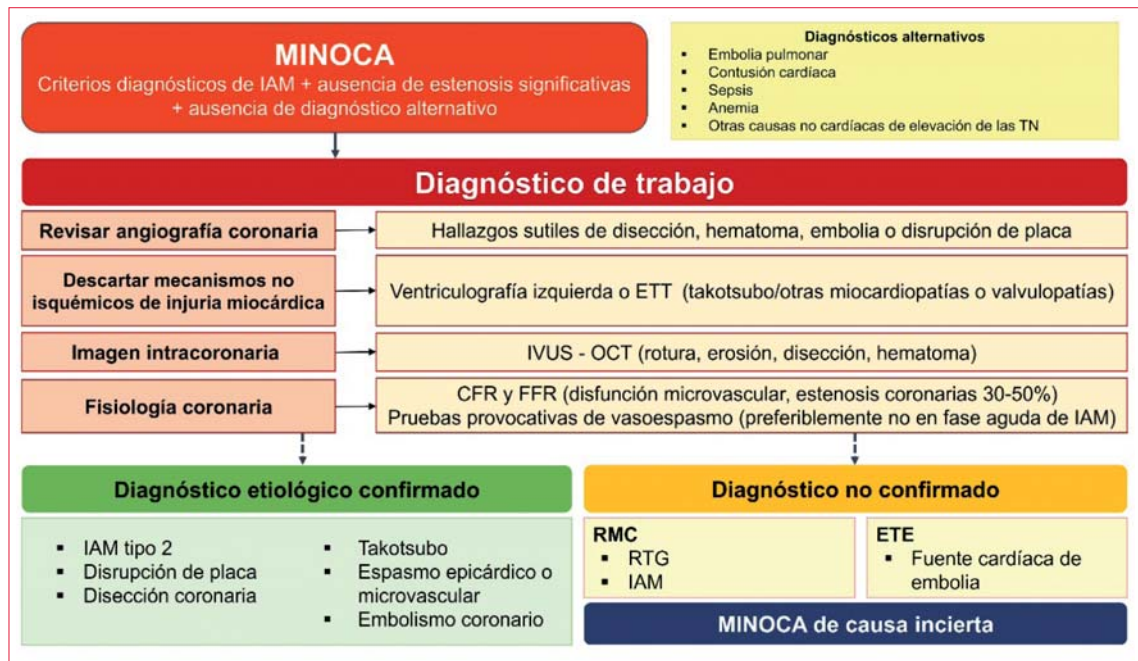 MINOCA
Criterios diagnósticos de IAM + ausencia de estenosis significativas
+ ausencia de diagnóstico alternativo
Diagnósticos alternativos
▪ Embolia pulmonar
▪ Contusión cardíaca
▪ Sepsis
▪ Anemia
▪ Otras causas no cardíacas de elevación de las TN
Diagnóstico de trabajo
Revisar angiografía coronaria
Hallazgos sutiles de disección, hematoma, embolia o disrupción de placa
Descartar mecanismos no
isquémicos de injuria miocárdica
Ventriculografía izquierda o ETT (takotsubo/otras miocardiopatías o valvulopatías)
Imagen intracoronaria
IVUS - OCT (rotura, erosión, disección, hematoma)
Fisiología coronaria
CFR y FFR (disfunción microvascular, estenosis coronarias 30-50%)
Pruebas provocativas de vasoespasmo (preferiblemente no en fase aguda de IAM)
Diagnóstico etiológico confirmado
▪ IAM tipo 2
▪ Disrupción de placa
▪ Disección coronaria
▪ Takotsubo
▪ Espasmo epicárdico o
microvascular
▪ Embolismo coronario
Diagnóstico no confirmado
RMC
▪ RTG
▪ IAM
ETE
▪ Fuente cardíaca de
embolia
MINOCA de causa incierta